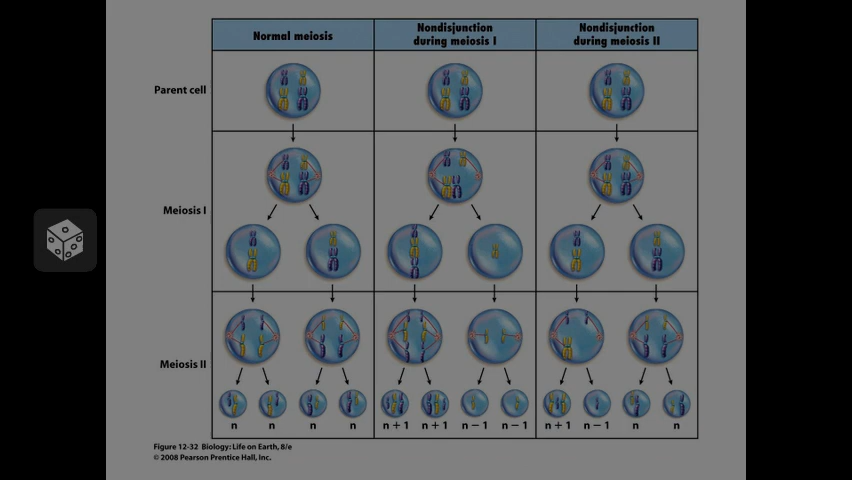 Normal meiosis
Nondisjunction
during meiosis I
Nondisjunction
during meiosis II
Parent cell
Meiosis I
Meiosis II
n
n
n
n
n + 1
n + 1
n – 1
n – 1
n + 1
n – 1
n
n
Figure 12-32 Biology: Life on Earth, 8/e
© 2008 Pearson Prentice Hall, Inc.